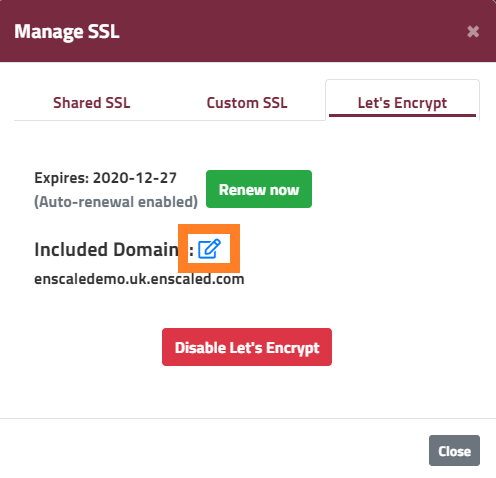 Manage SSL ×
Shared SSL Custom SSL Let's Encrypt
Expires: 2020-12-27
(Auto-renewal enabled) Renew now
Included Domain :
enscaledemo.uk.enscaled.com
Disable Let's Encrypt
Close